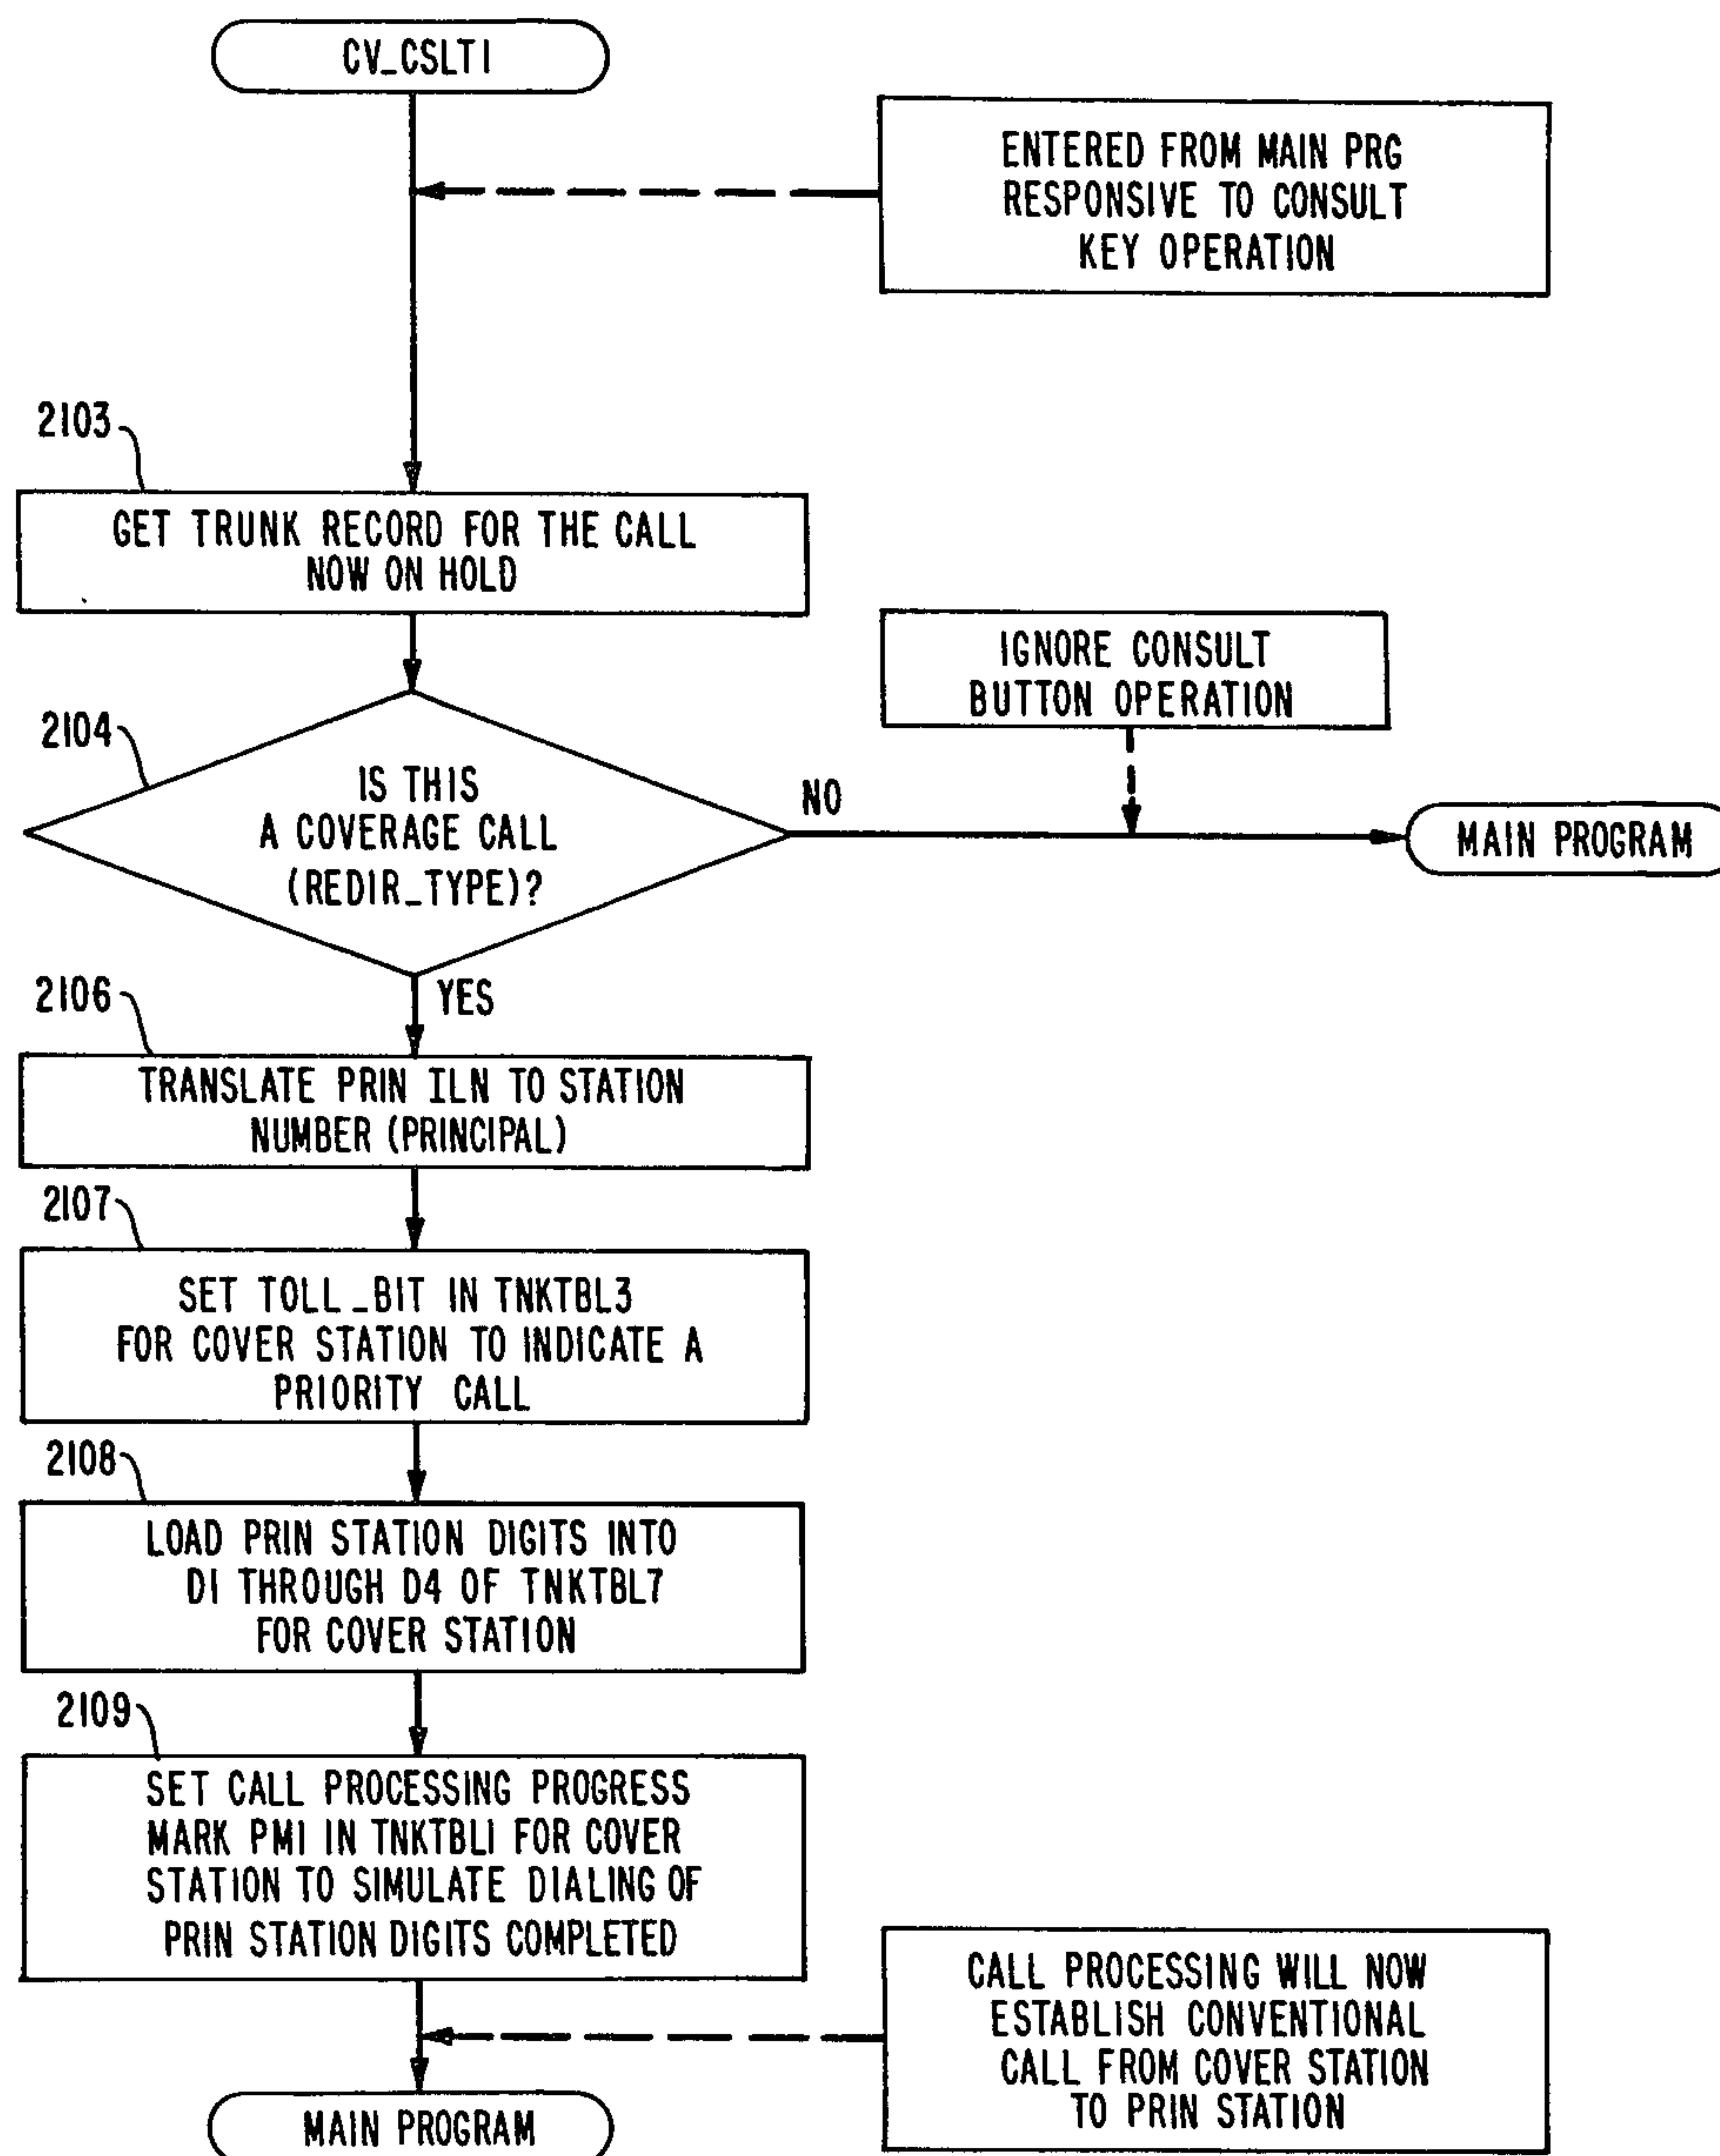 CV_CSLT1
ENTERED FROM MAIN PRG
RESPONSIVE TO CONSULT
KEY OPERATION
2103
GET TRUNK RECORD FOR THE CALL
NOW ON HOLD
IGNORE CONSULT
BUTTON OPERATION
2104
IS THIS
A COVERAGE CALL
(REDIR_TYPE)?
NO
MAIN PROGRAM
YES
2106
TRANSLATE PRIN ILN TO STATION
NUMBER (PRINCIPAL)
2107
SET TOLL_BIT IN TNKTBL3
FOR COVER STATION TO INDICATE A
PRIORITY CALL
2108
LOAD PRIN STATION DIGITS INTO
D1 THROUGH D4 OF TNKTBL7
FOR COVER STATION
2109
SET CALL PROCESSING PROGRESS
MARK PM1 IN TNKTBL1 FOR COVER
STATION TO SIMULATE DIALING OF
PRIN STATION DIGITS COMPLETED
CALL PROCESSING WILL NOW
ESTABLISH CONVENTIONAL
CALL FROM COVER STATION
TO PRIN STATION
MAIN PROGRAM